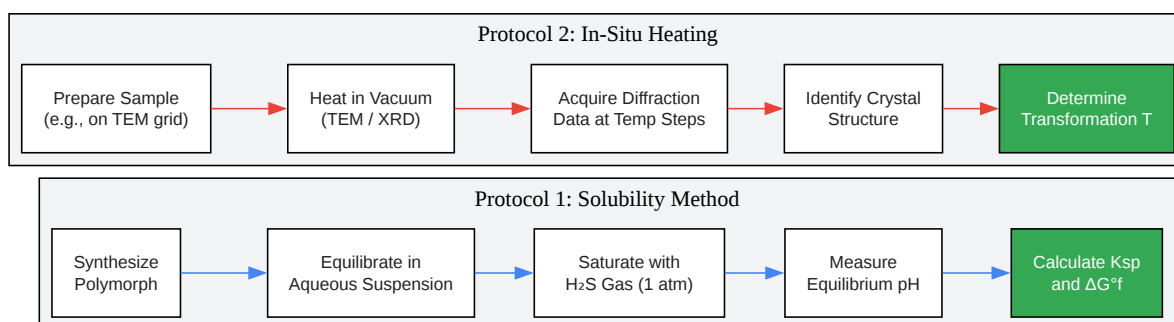 Protocol 2: In-Situ Heating
Prepare Sample
(e.g., on TEM grid)
Heat in Vacuum
(TEM / XRD)
Acquire Diffraction
Data at Temp Steps
Identify Crystal
Structure
Determine
Transformation T
Protocol 1: Solubility Method
Synthesize
Polymorph
Equilibrate in
Aqueous Suspension
Saturate with
H₂S Gas (1 atm)
Measure
Equilibrium pH
Calculate Ksp
and ΔG°f